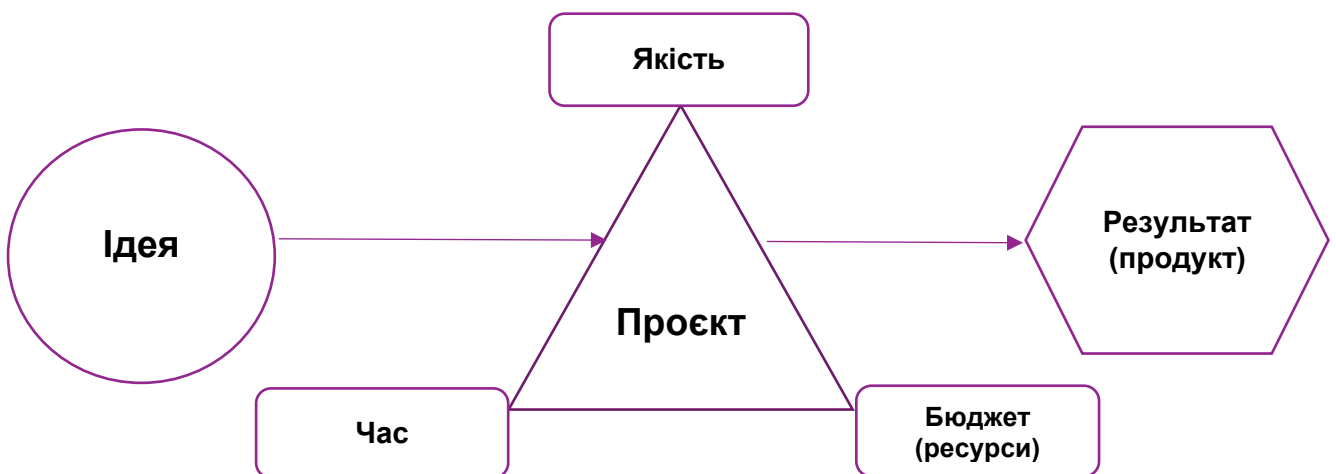 Якість
Ідея
Проєкт
Результат
(продукт)
Час
Бюджет
(ресурси)